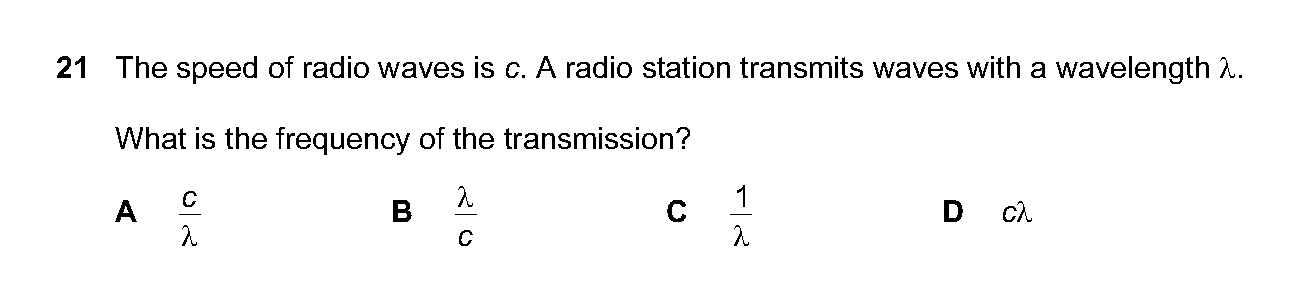 21 The speed of radio waves is c. A radio station transmits waves with a wavelength λ.
What is the frequency of the transmission?
A c/λ B λ/c C 1/λ D cλ